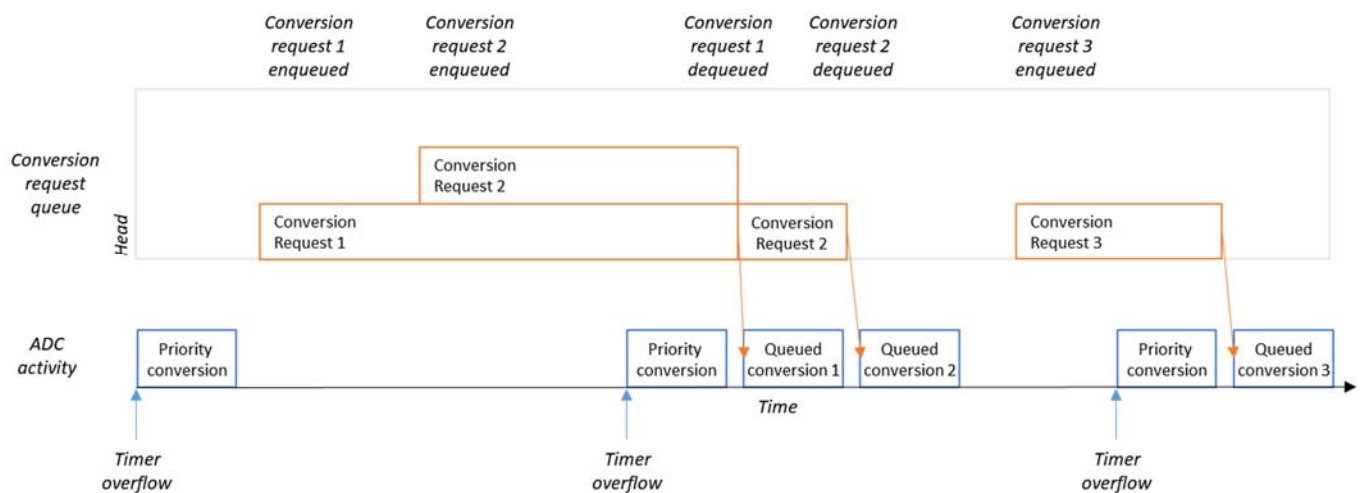 Conversion
request 1
enqueued
Conversion
request 2
enqueued
Conversion
request 1
dequeued
Conversion
request 2
dequeued
Conversion
request 3
enqueued
Conversion
request
queue
Head
Conversion
Request 2
Conversion
Request 1
Conversion
Request 2
Conversion
Request 3
ADC
activity
Priority
conversion
Priority
conversion
Queued
conversion 1
Queued
conversion 2
Priority
conversion
Queued
conversion 3
Time
Timer
overflow
Timer
overflow
Timer
overflow